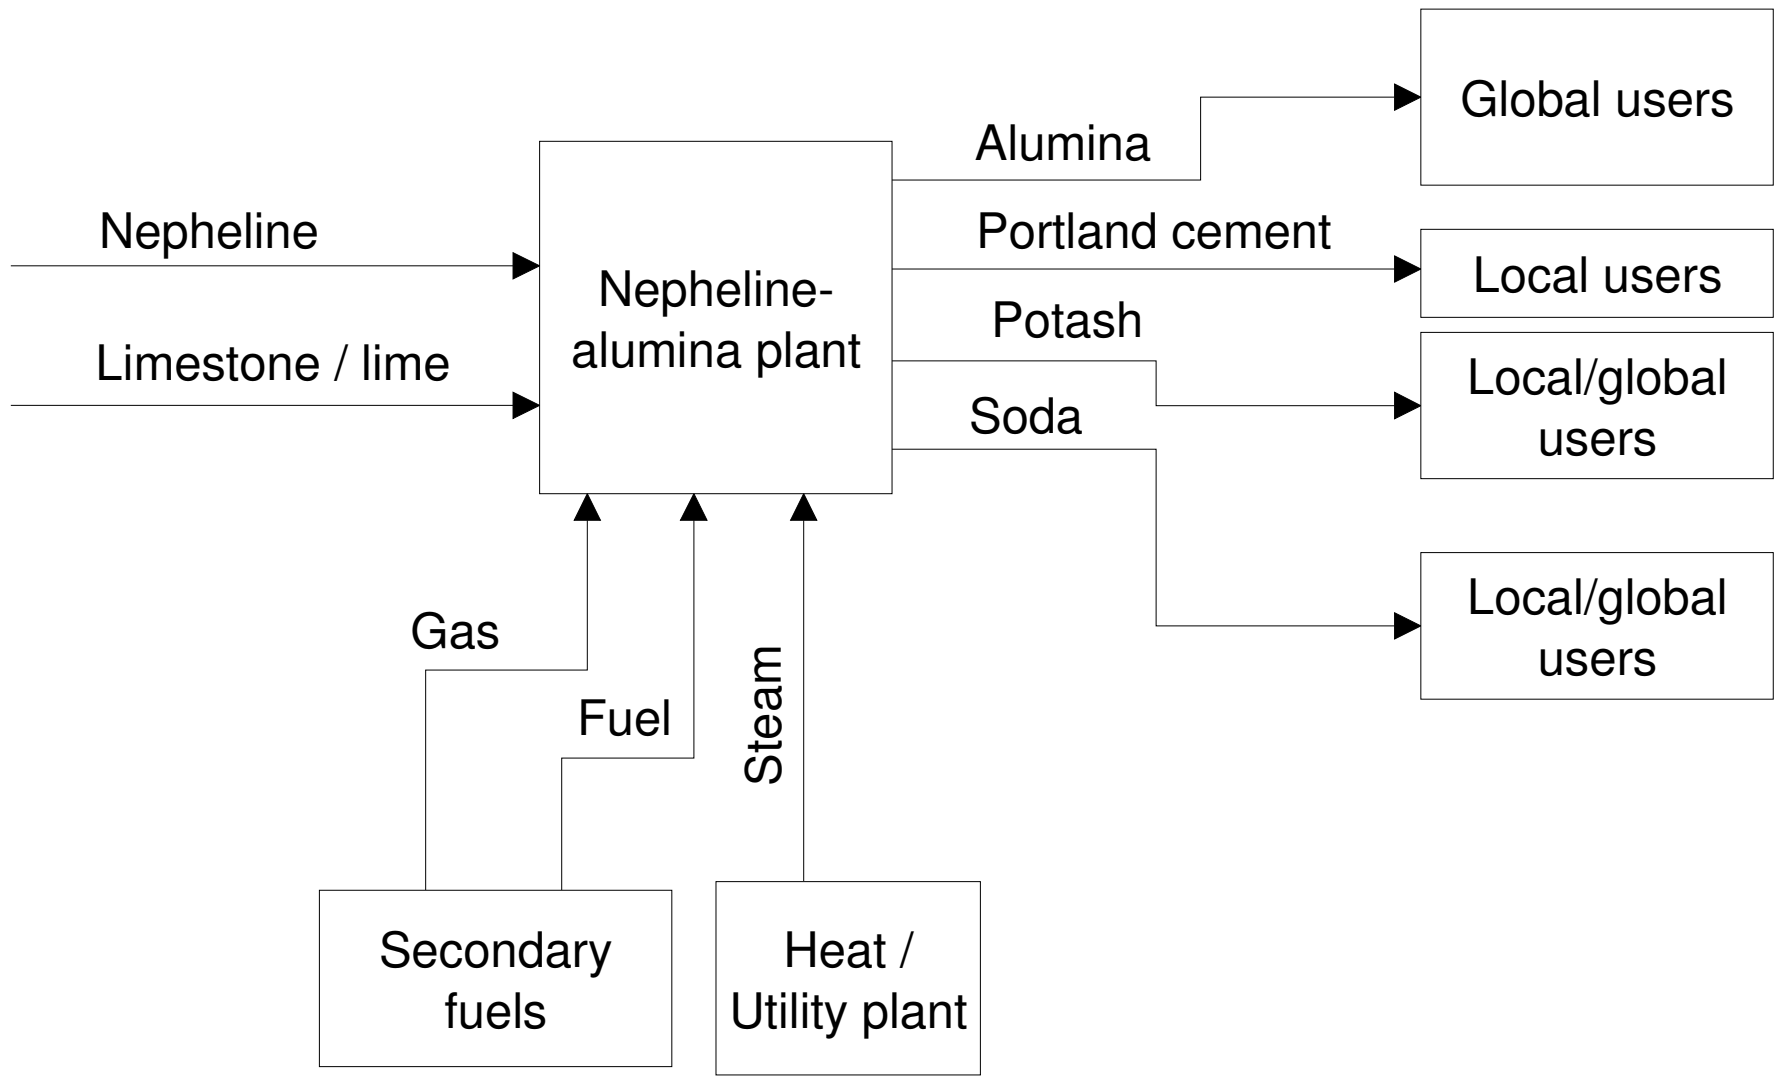 Global users
Alumina
Nepheline
Portland cement
Local users
Nepheline-
alumina plant
Potash
Limestone / lime
Local/global
users
Soda
Local/global
users
Gas
Fuel
Steam
Secondary
fuels
Heat /
Utility plant